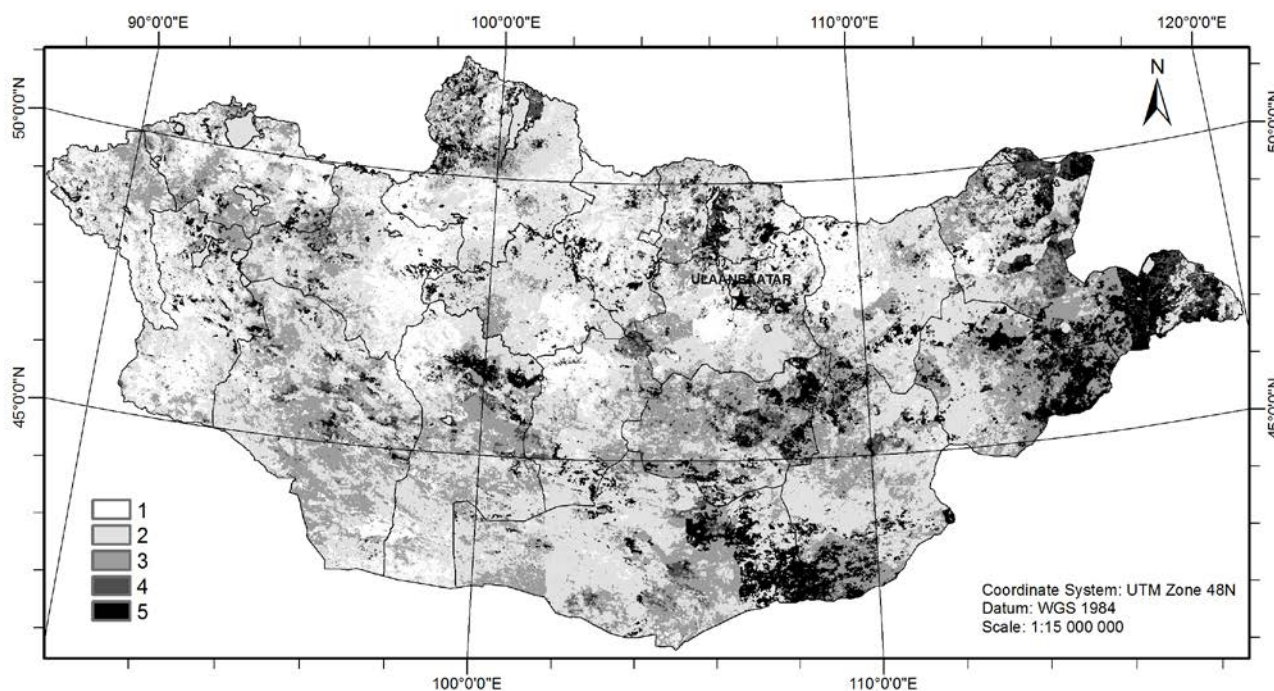 90°0'0"E 100°0'0"E 110°0'0"E 120°0'0"E
N
50°0'0"N 50°0'0"N
ULAANBAATAR
45°0'0"N 45°0'0"N
1
2
3
4
5
Coordinate System: UTM Zone 48N
Datum: WGS 1984
Scale: 1:15 000 000
100°0'0"E 110°0'0"E